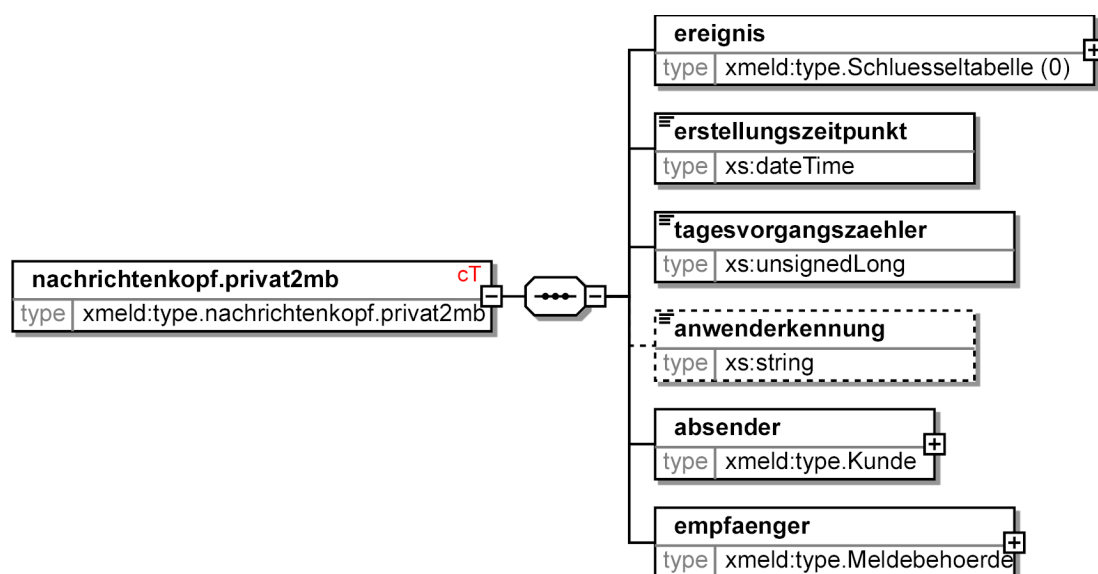 ereignis
type xmeld:type.Schluesseltabelle (0)
erstellungszeitpunkt
type xs:dateTime
tagesvorgangszaehler
type xs:unsignedLong
nachrichtenkopf.privat2mb cT
type xmeld:type.nachrichtenkopf.privat2mb
anwenderkennung
type xs:string
absender
type xmeld:type.Kunde
empfaenger
type xmeld:type.Meldebehoerde